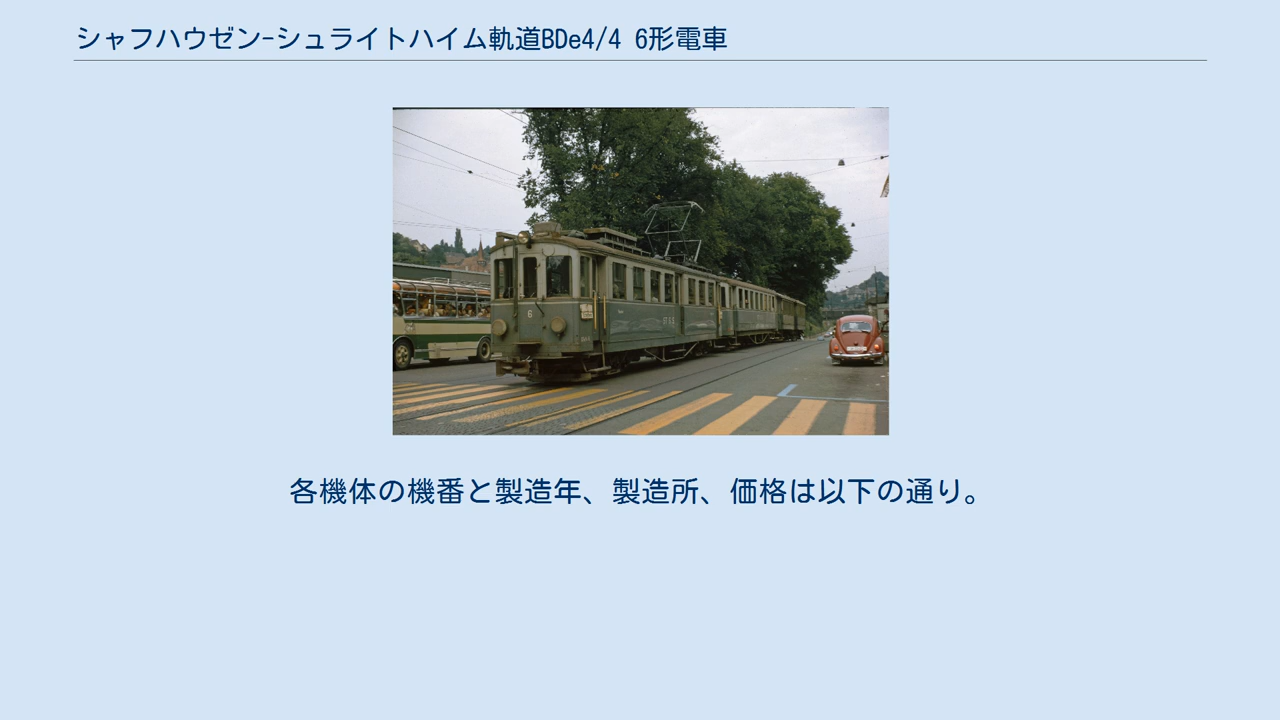 シャフハウゼン-シュライトハイム軌道BDe4/4 6形電車
6
各機体の機番と製造年、製造所、価格は以下の通り。